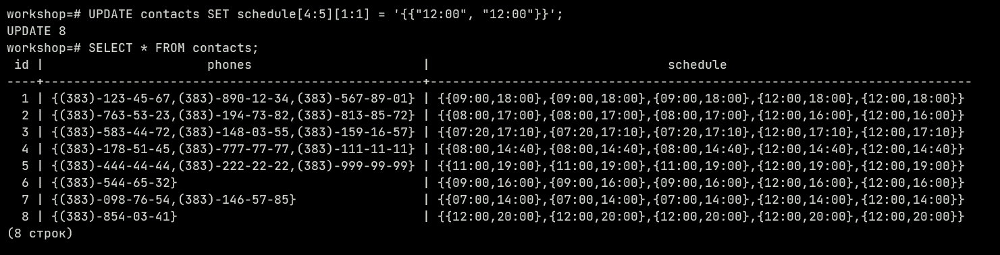 workshop=# UPDATE contacts SET schedule[4:5][1:1] = '{{"12:00", "12:00"}}';
UPDATE 8
workshop=# SELECT * FROM contacts;
 id |                      phones                       |                                schedule
----+---------------------------------------------------+-------------------------------------------------------------------------
  1 | {(383)-123-45-67,(383)-890-12-34,(383)-567-89-01} | {{09:00,18:00},{09:00,18:00},{09:00,18:00},{12:00,18:00},{12:00,18:00}}
  2 | {(383)-763-53-23,(383)-194-73-82,(383)-813-85-72} | {{08:00,17:00},{08:00,17:00},{08:00,17:00},{12:00,16:00},{12:00,16:00}}
  3 | {(383)-583-44-72,(383)-148-03-55,(383)-159-16-57} | {{07:20,17:10},{07:20,17:10},{07:20,17:10},{12:00,17:10},{12:00,17:10}}
  4 | {(383)-178-51-45,(383)-777-77-77,(383)-111-11-11} | {{08:00,14:40},{08:00,14:40},{08:00,14:40},{12:00,14:40},{12:00,14:40}}
  5 | {(383)-444-44-44,(383)-222-22-22,(383)-999-99-99} | {{11:00,19:00},{11:00,19:00},{11:00,19:00},{12:00,19:00},{12:00,19:00}}
  6 | {(383)-544-65-32}                                 | {{09:00,16:00},{09:00,16:00},{09:00,16:00},{12:00,16:00},{12:00,16:00}}
  7 | {(383)-098-76-54,(383)-146-57-85}                 | {{07:00,14:00},{07:00,14:00},{07:00,14:00},{12:00,14:00},{12:00,14:00}}
  8 | {(383)-854-03-41}                                 | {{12:00,20:00},{12:00,20:00},{12:00,20:00},{12:00,20:00},{12:00,20:00}}
(8 строк)